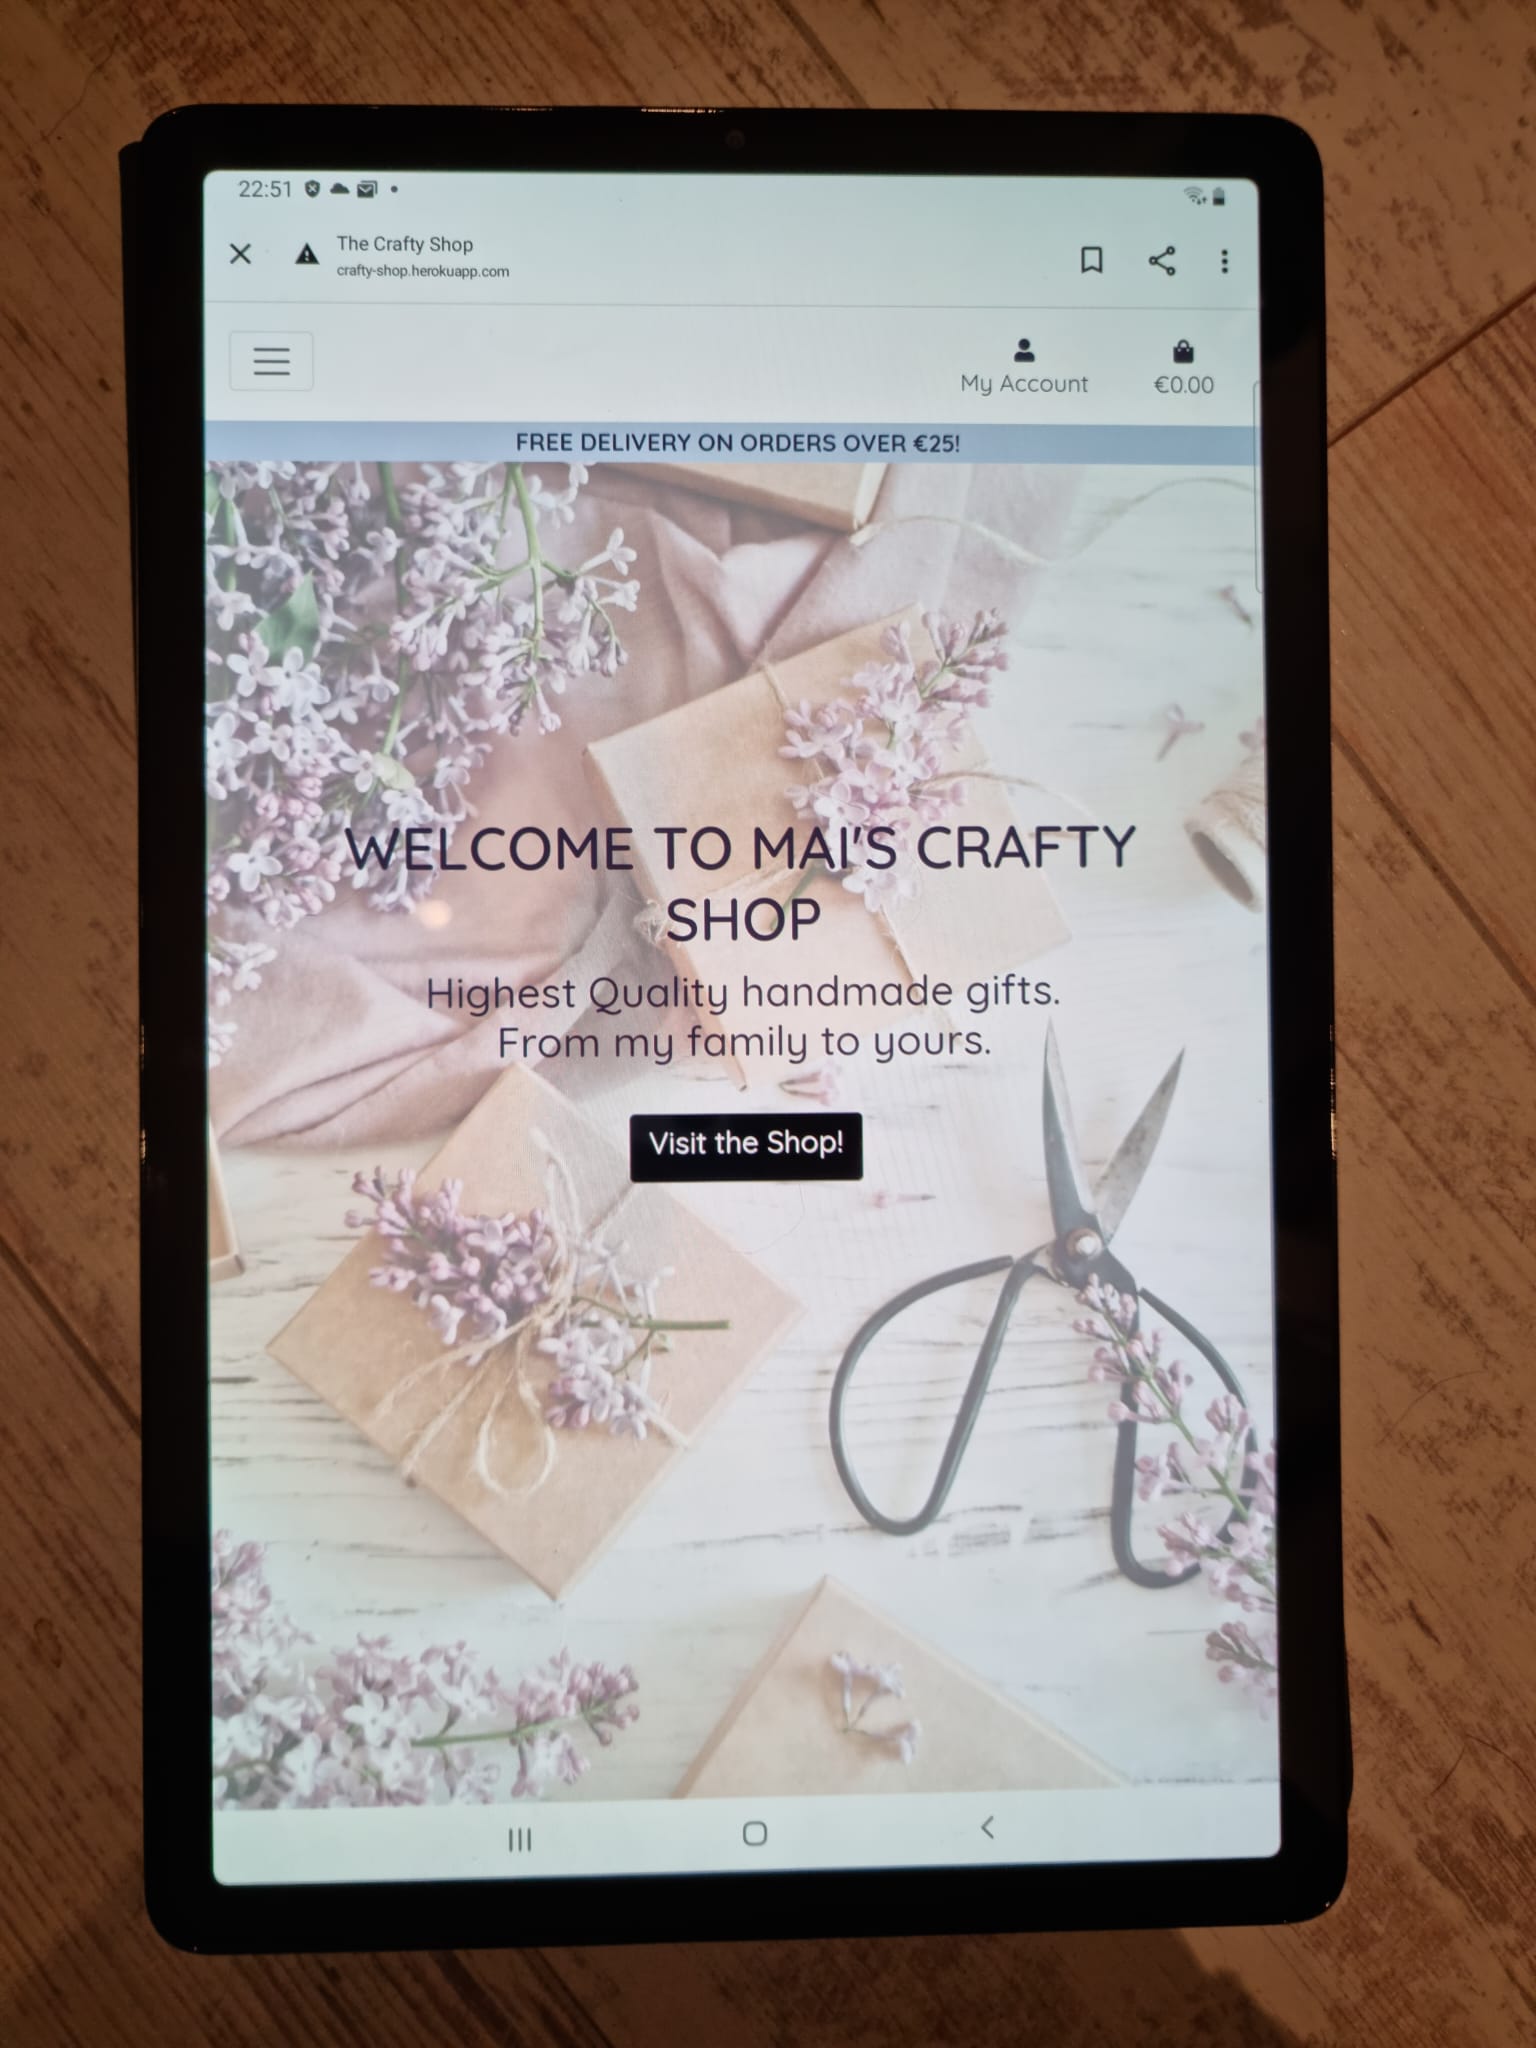 22:51
The Crafty Shop
crafty-shop.herokuapp.com
My Account
€0.00
FREE DELIVERY ON ORDERS OVER €25!
WELCOME TO MAI'S CRAFTY
SHOP
Highest Quality handmade gifts.
From my family to yours.
Visit the Shop!